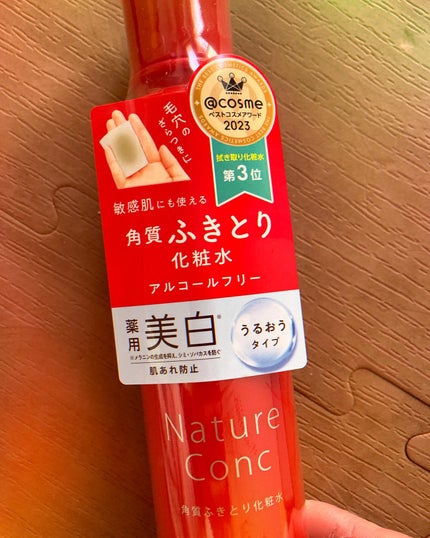 @cosme
ベストコスメアワード
2023
拭き取り化粧水
第3位
毛穴の
ざらつきに
敏感肌にも使える
角質ふきとり
化粧水
アルコールフリー
薬用
美白※
※メラニンの生成を抑え、シミ・ソバカスを防ぐ
肌あれ防止
うるおう
タイプ
Nature
Conc
角質ふきとり化粧水